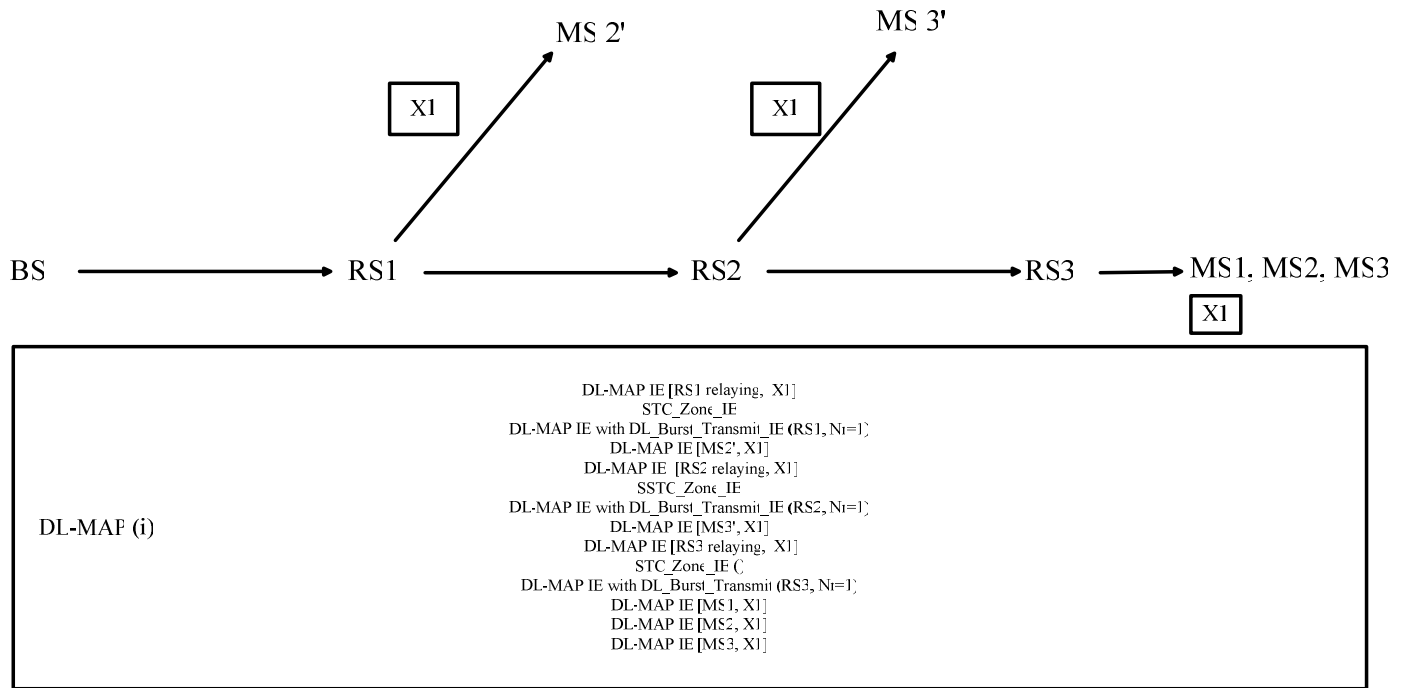 MS 2'
MS 3'
X1
X1
BS
RS1
RS2
RS3
MS1, MS2, MS3
X1
DL-MAP IE [RS1 relaying, X1]
STC_Zone_IE
DL-MAP IE with DL_Burst_Transmit_IE (RS1, Nr=1)
DL-MAP IE [MS2', X1]
DL-MAP IE [RS2 relaying, X1]
SSTC_Zone_IE
DL-MAP IE with DL_Burst_Transmit_IE (RS2, Nr=1)
DL-MAP (i)
DL-MAP IE [MS3', X1]
DL-MAP IE [RS3 relaying, X1]
STC_Zone_IE ()
DL-MAP IE with DL_Burst_Transmit (RS3, Nr=1)
DL-MAP IE [MS1, X1]
DL-MAP IE [MS2, X1]
DL-MAP IE [MS3, X1]